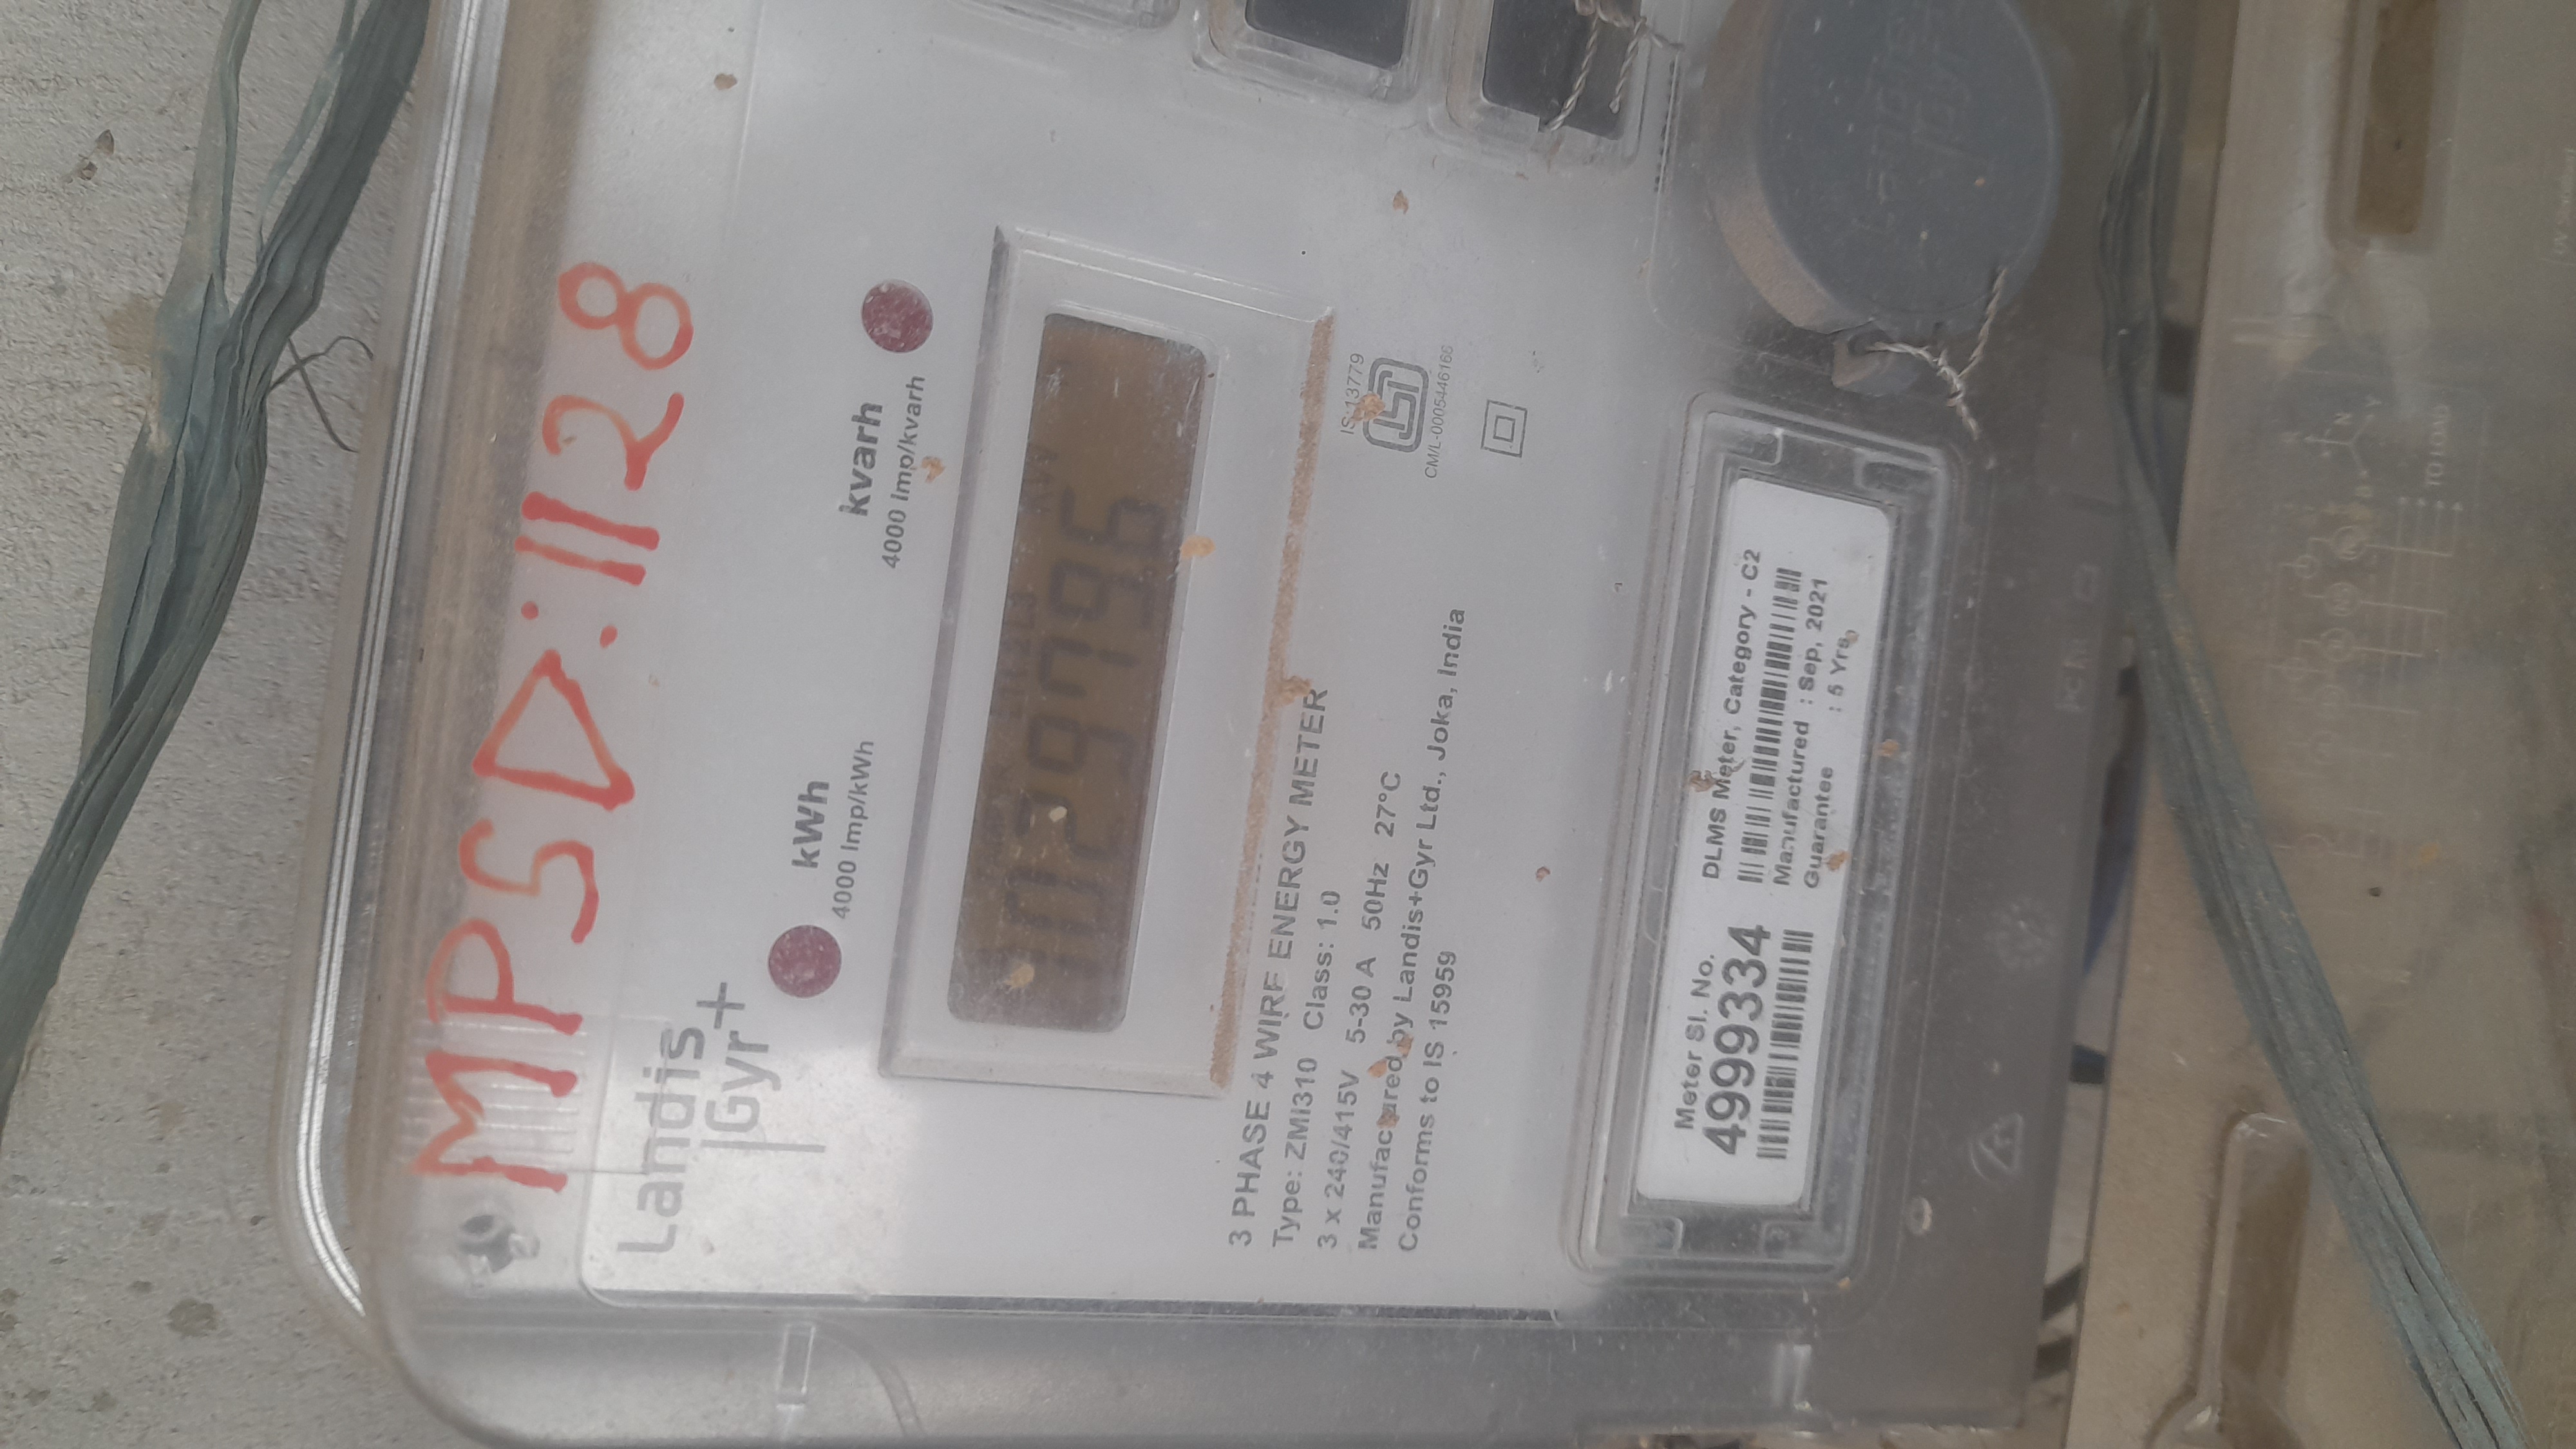 MPSD:1128
Landis
Gyr+
kWh
4000 Imp/kWh
kvarh
4000 Imp/kvarh
3 PHASE 4 WIRE ENERGY METER
Type: ZMI310 Class: 1.0
3 x 240/415V 5-30 A 50Hz 27°C
Manufactured by Landis+Gyr Ltd., Joka, India
Conforms to IS 15959
IS:13779
CM/L-0005446166
Meter Sl. No.
4999334
DLMS Meter, Category - C2
Manufactured : Sep, 2021
Guarantee : 5 Yrs.
TO LOAD